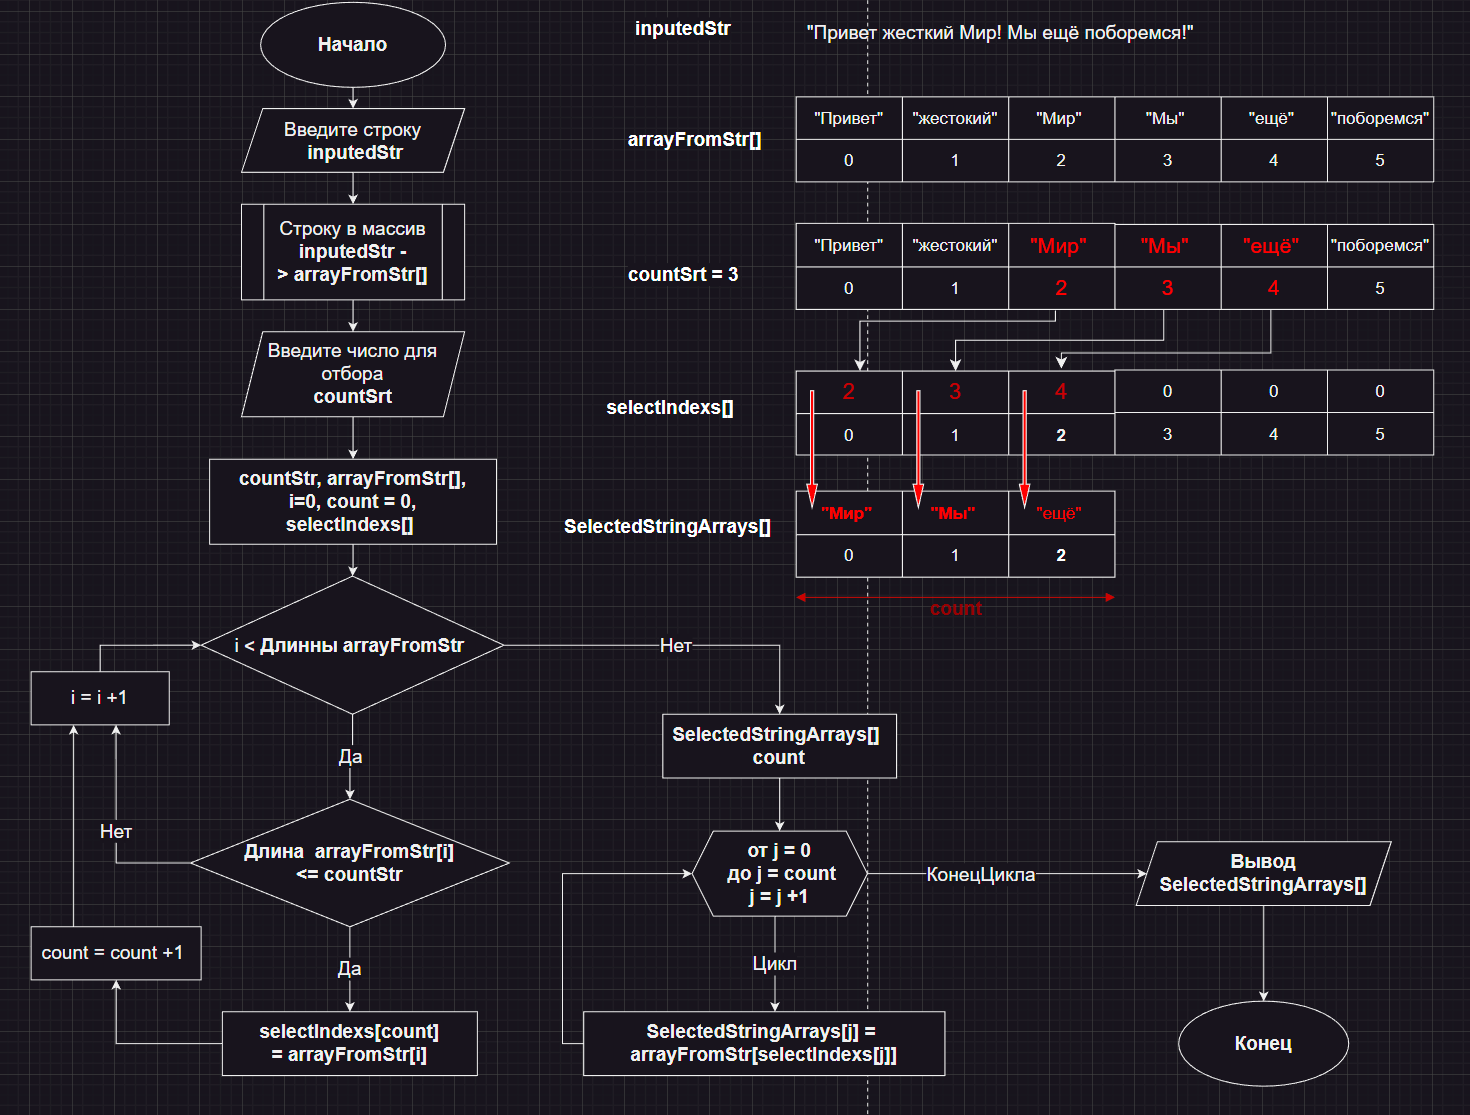 Начало
Введите строку
inputedStr
Строку в массив
inputedStr -
> arrayFromStr[]
Введите число для
отбора
countSrt
countStr, arrayFromStr[],
i=0, count = 0,
selectIndexs[]
i < Длинны arrayFromStr
i = i +1
Да
Нет
Длина arrayFromStr[i]
<= countStr
count = count +1
Да
selectIndexs[count]
= arrayFromStr[i]
Нет
SelectedStringArrays[]
count
от j = 0
до j = count
j = j +1
Цикл
SelectedStringArrays[j] =
arrayFromStr[selectIndexs[j]]
КонецЦикла
Вывод
SelectedStringArrays[]
Конец
inputedStr
"Привет жесткий Мир! Мы ещё поборемся!"
arrayFromStr[]
"Привет" "жестокий" "Мир" "Мы" "ещё" "поборемся"
0 1 2 3 4 5
countSrt = 3
"Привет" "жестокий" "Мир" "Мы" "ещё" "поборемся"
0 1 2 3 4 5
selectIndexs[]
2 3 4 0 0 0
0 1 2 3 4 5
SelectedStringArrays[]
"Мир" "Мы" "ещё"
0 1 2
count